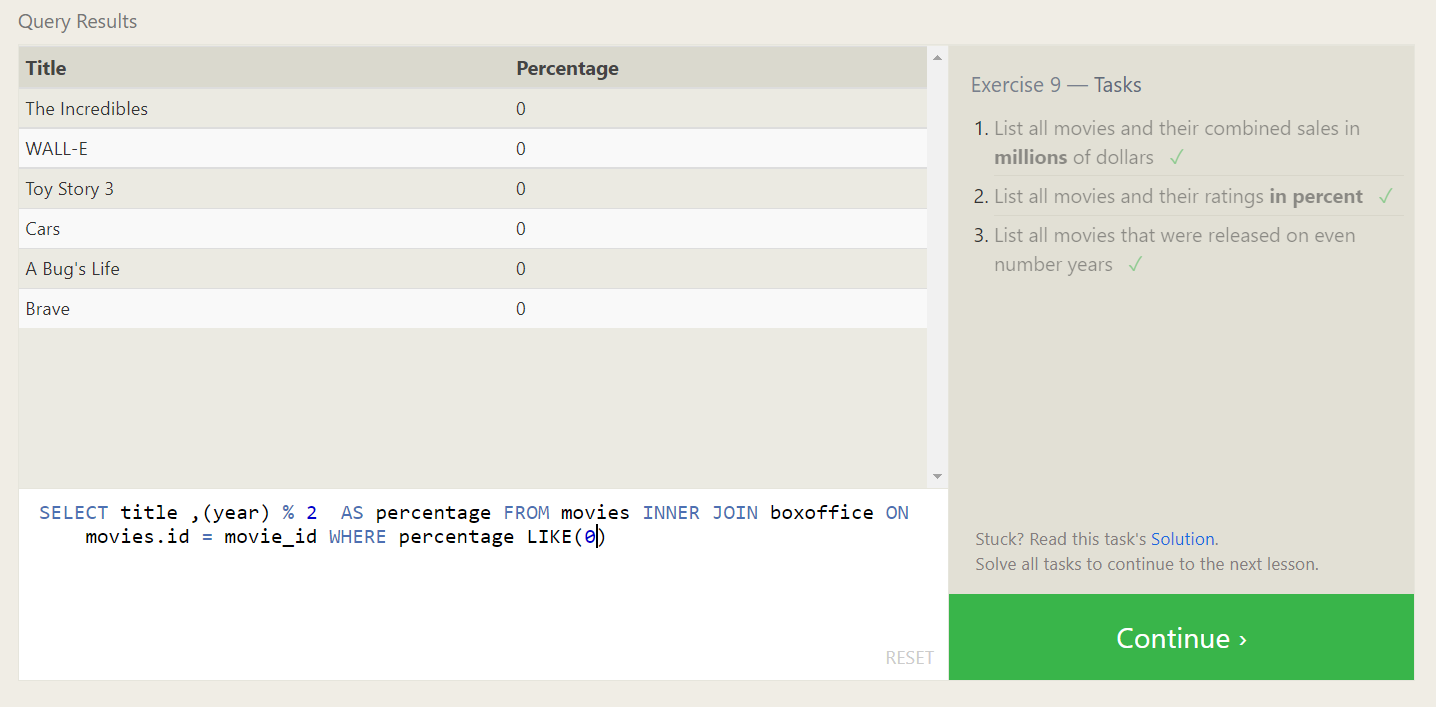 Query Results
Title Percentage
The Incredibles 0
WALL-E 0
Toy Story 3 0
Cars 0
A Bug's Life 0
Brave 0
SELECT title ,(year) % 2  AS percentage FROM movies INNER JOIN boxoffice ON
movies.id = movie_id WHERE percentage LIKE(0)
RESET
Exercise 9 — Tasks
1. List all movies and their combined sales in
millions of dollars ✓
2. List all movies and their ratings in percent ✓
3. List all movies that were released on even
number years ✓
Stuck? Read this task's Solution.
Solve all tasks to continue to the next lesson.
Continue ›